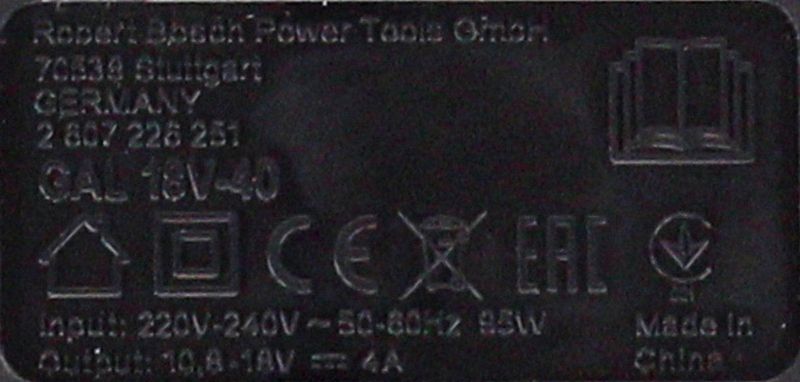 Robert Bosch Power Tools GmbH
70538 Stuttgart
GERMANY
2 607 226 251
GAL 18V-40
CE EAC
Input: 220V-240V ~ 50-60Hz 95W
Output: 10,8-18V ⎓ 4A
Made in
China